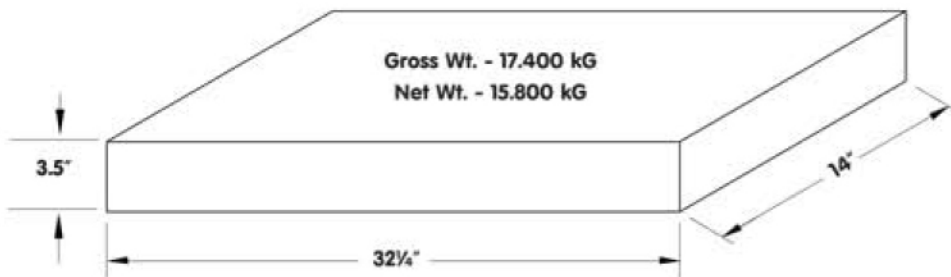 Gross Wt. - 17.400 kG
Net Wt. - 15.800 kG
3.5"
14"
32¼"